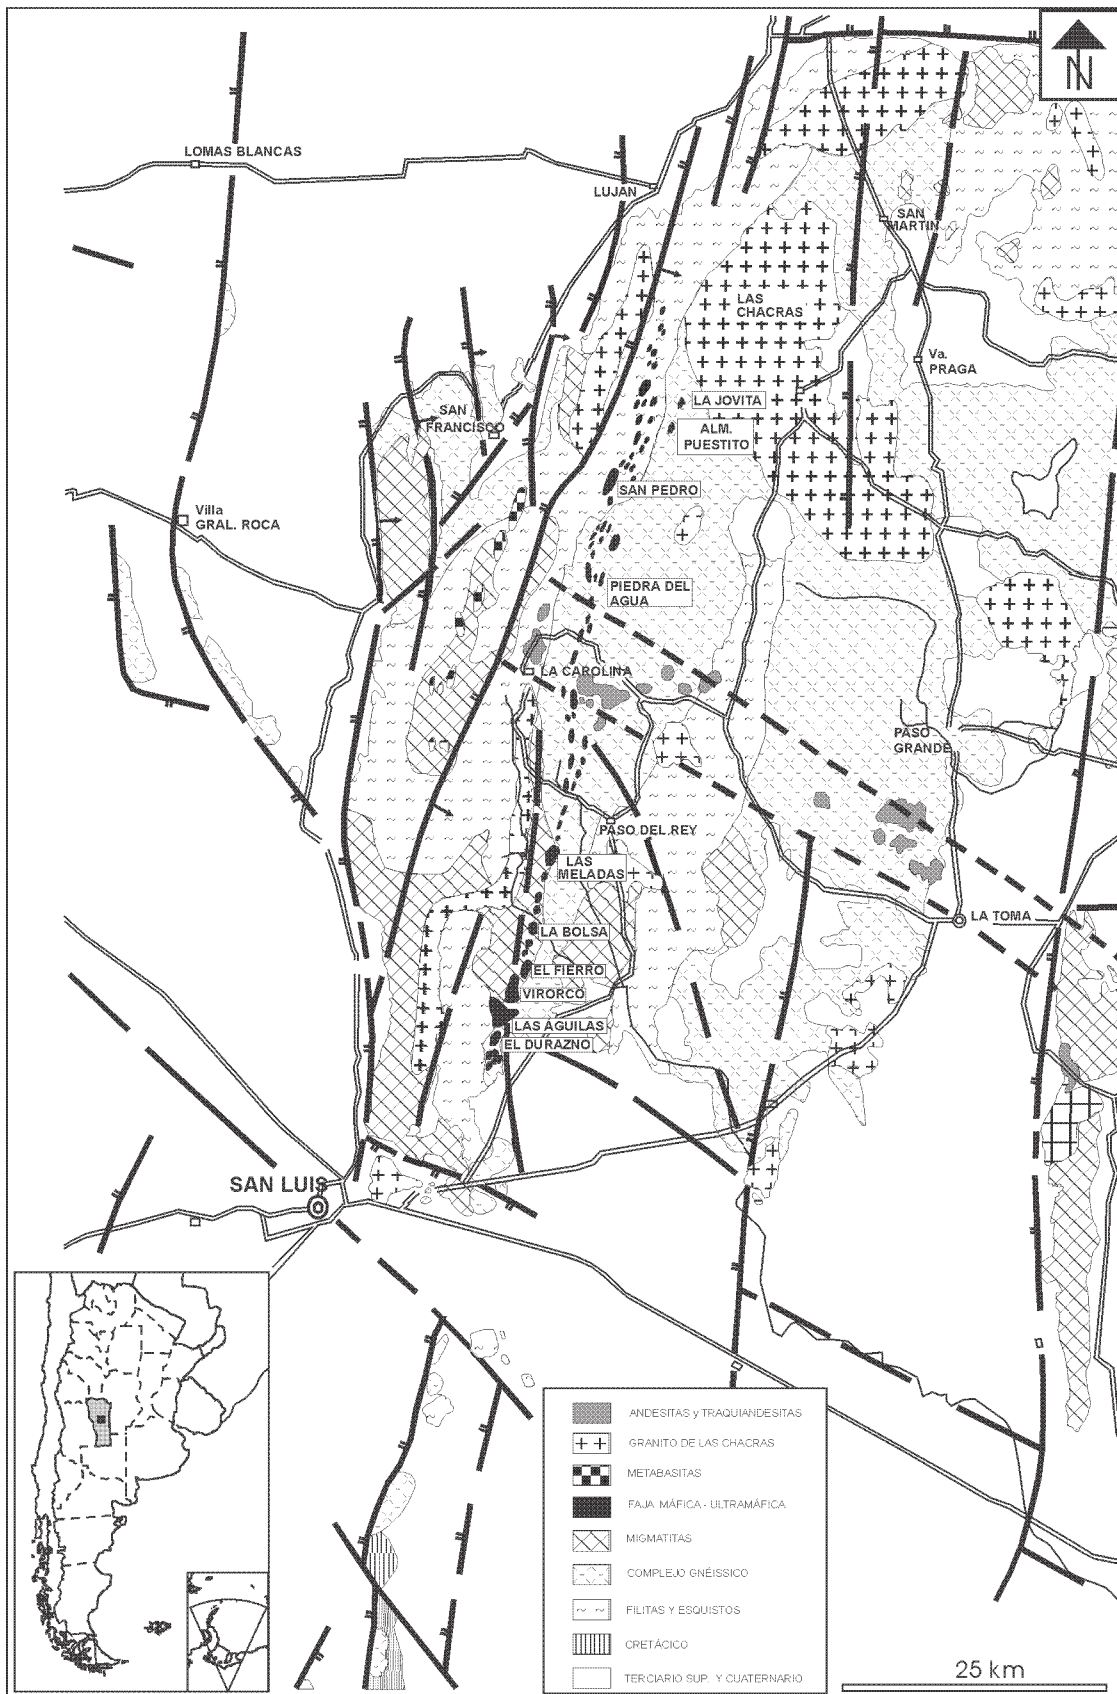 N
LOMAS BLANCAS
LUJAN
SAN
MARTIN
LAS
CHACRAS
Va.
PRAGA
LA JOVITA
SAN
FRANCISCO
ALM.
PUESTITO
SAN PEDRO
Villa
GRAL. ROCA
PIEDRA DEL
AGUA
LA CAROLINA
PASO
GRANDE
PASO DEL REY
LAS
MELADAS
LA TOMA
LA BOLSA
EL FIERRO
VIRORCO
LAS ÁGUILAS
EL DURAZNO
SAN LUIS
ANDESITAS y TRAQUIANDESITAS
GRANITO DE LAS CHACRAS
METABASITAS
FAJA MÁFICA - ULTRAMÁFICA
MIGMATITAS
COMPLEJO GNÉISSICO
FILITAS Y ESQUISTOS
CRETÁCICO
TERCIARIO SUP. Y CUATERNARIO
25 km